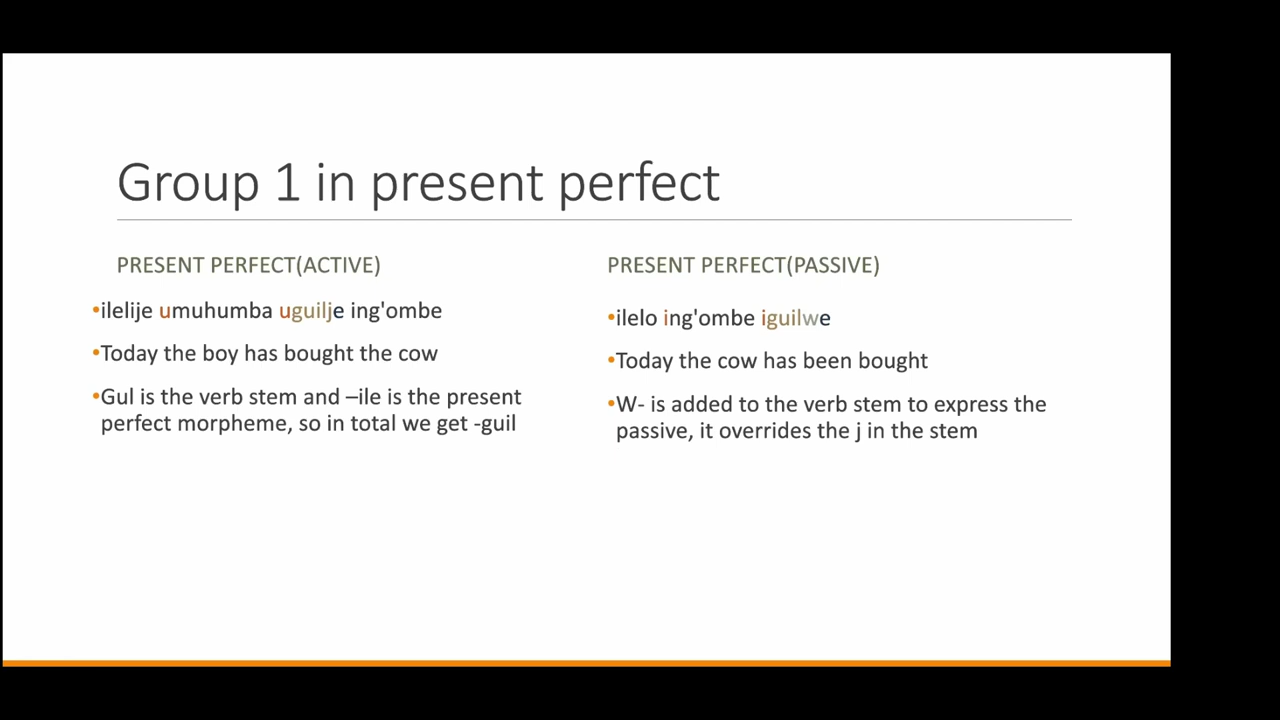 Group 1 in present perfect
PRESENT PERFECT(ACTIVE)
•ilelije umuhumba uguilje ing'ombe
•Today the boy has bought the cow
•Gul is the verb stem and –ile is the present
perfect morpheme, so in total we get -guil
PRESENT PERFECT(PASSIVE)
•ilelo ing'ombe iguilwe
•Today the cow has been bought
•W- is added to the verb stem to express the
passive, it overrides the j in the stem